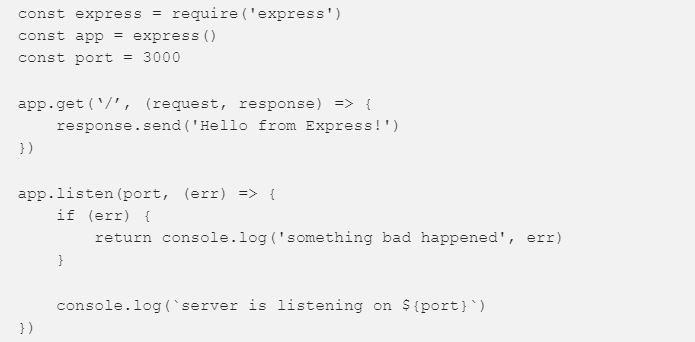 const express = require('express')
const app = express()
const port = 3000
app.get(‘/’, (request, response) => {
    response.send('Hello from Express!')
})
app.listen(port, (err) => {
    if (err) {
        return console.log('something bad happened', err)
    }
    console.log(`server is listening on ${port}`)
})